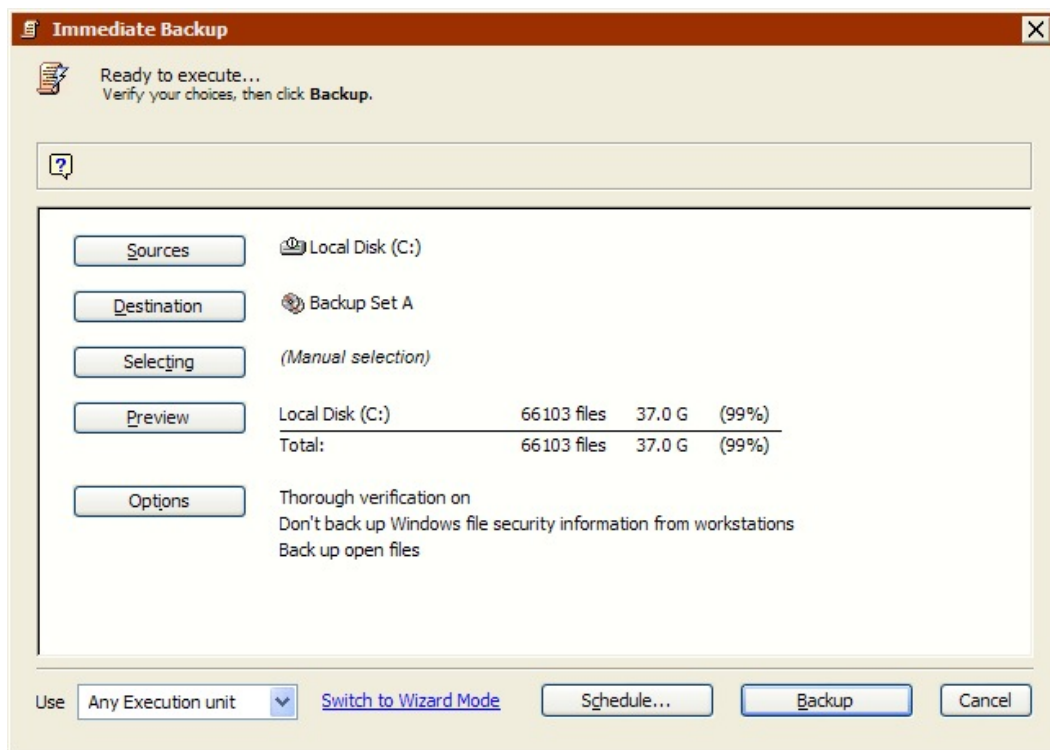 Immediate Backup
Ready to execute...
Verify your choices, then click Backup.
Sources
Local Disk (C:)
Destination
Backup Set A
Selecting
(Manual selection)
Preview
Local Disk (C:) 66103 files 37.0 G (99%)
Total: 66103 files 37.0 G (99%)
Options
Thorough verification on
Don't back up Windows file security information from workstations
Back up open files
Use Any Execution unit Switch to Wizard Mode Schedule... Backup Cancel